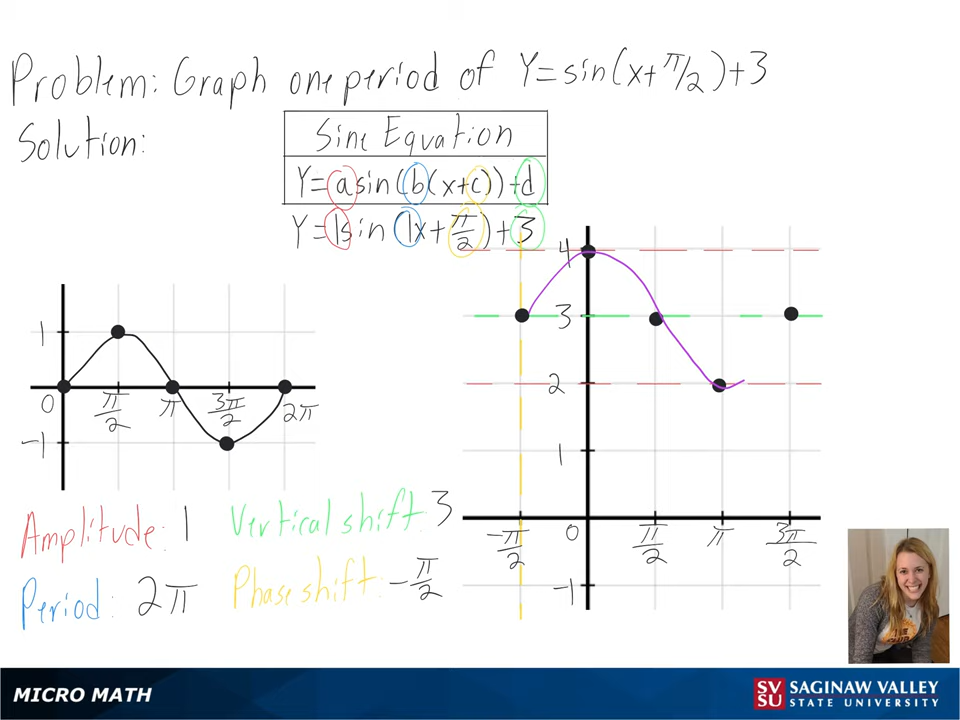 Problem: Graph one period of Y=sin(x+π/2)+3
Solution:
Sine Equation
Y=asin(b(x+c))+d
Y=1sin(1x+π/2)+3
1
0
π/2
π
3π/2
2π
-1
4
3
2
1
-π/2
0
π/2
π
3π/2
-1
Amplitude: 1
Vertical shift: 3
Period: 2π
Phase shift: -π/2
MICRO MATH
SV
SU
SAGINAW VALLEY
STATE UNIVERSITY